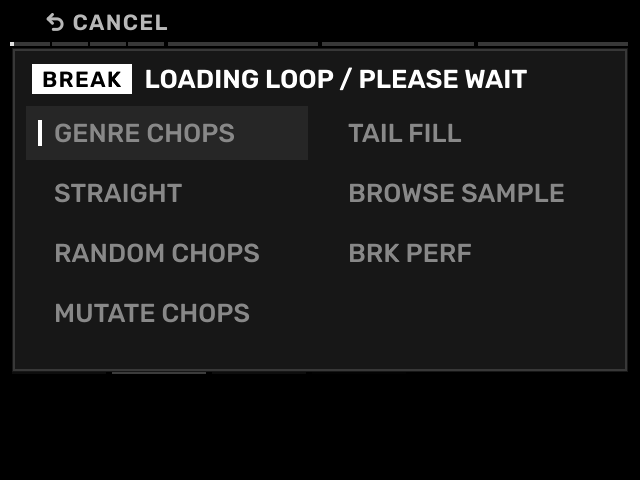 CANCEL
BREAK LOADING LOOP / PLEASE WAIT
GENRE CHOPS
STRAIGHT
RANDOM CHOPS
MUTATE CHOPS
TAIL FILL
BROWSE SAMPLE
BRK PERF